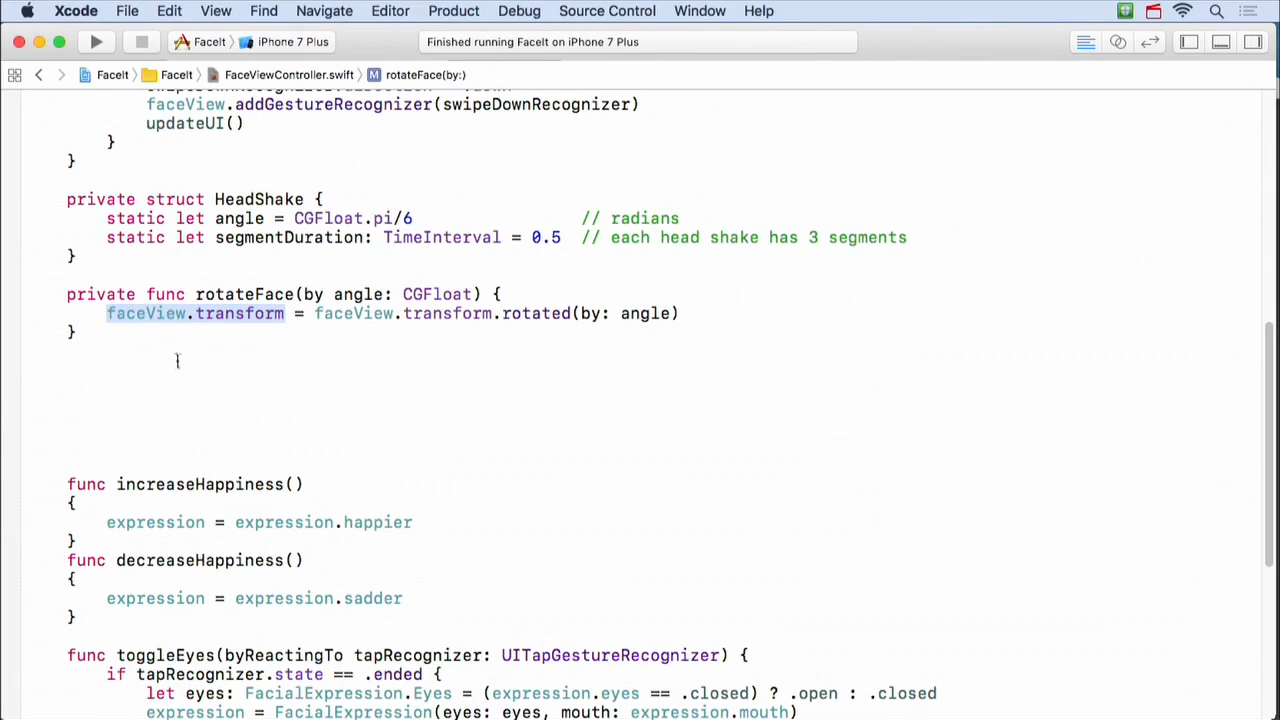 Xcode File Edit View Find Navigate Editor Product Debug Source Control Window Help
FaceIt iPhone 7 Plus Finished running FaceIt on iPhone 7 Plus
FaceIt FaceIt FaceViewController.swift M rotateFace(by:)
faceView.addGestureRecognizer(swipeDownRecognizer)
updateUI()
}
}
private struct HeadShake {
static let angle = CGFloat.pi/6 // radians
static let segmentDuration: TimeInterval = 0.5 // each head shake has 3 segments
}
private func rotateFace(by angle: CGFloat) {
faceView.transform = faceView.transform.rotated(by: angle)
}
func increaseHappiness()
{
expression = expression.happier
}
func decreaseHappiness()
{
expression = expression.sadder
}
func toggleEyes(byReactingTo tapRecognizer: UITapGestureRecognizer) {
if tapRecognizer.state == .ended {
let eyes: FacialExpression.Eyes = (expression.eyes == .closed) ? .open : .closed
expression = FacialExpression(eyes: eyes, mouth: expression.mouth)